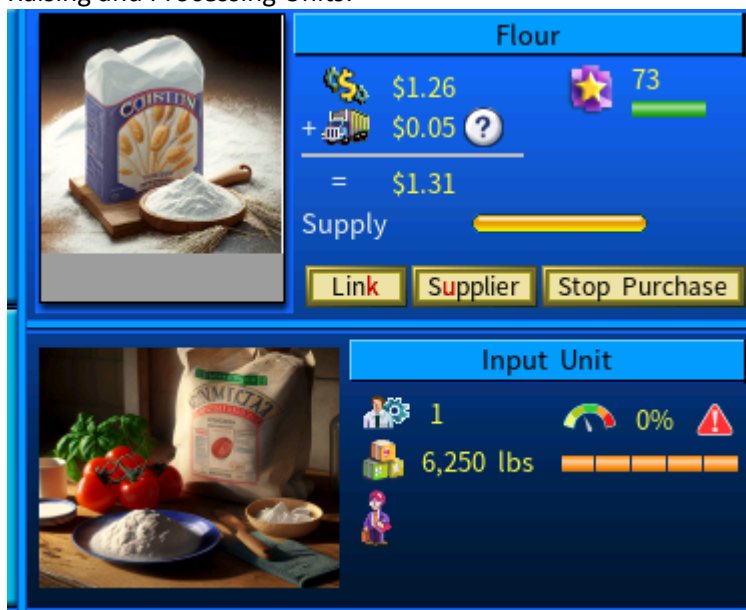 Raising and Processing Units.
Flour
$1.26
73
+ $0.05 ?
= $1.31
Supply
Link
Supplier
Stop Purchase
COISTON
Input Unit
1
0%
6,250 lbs